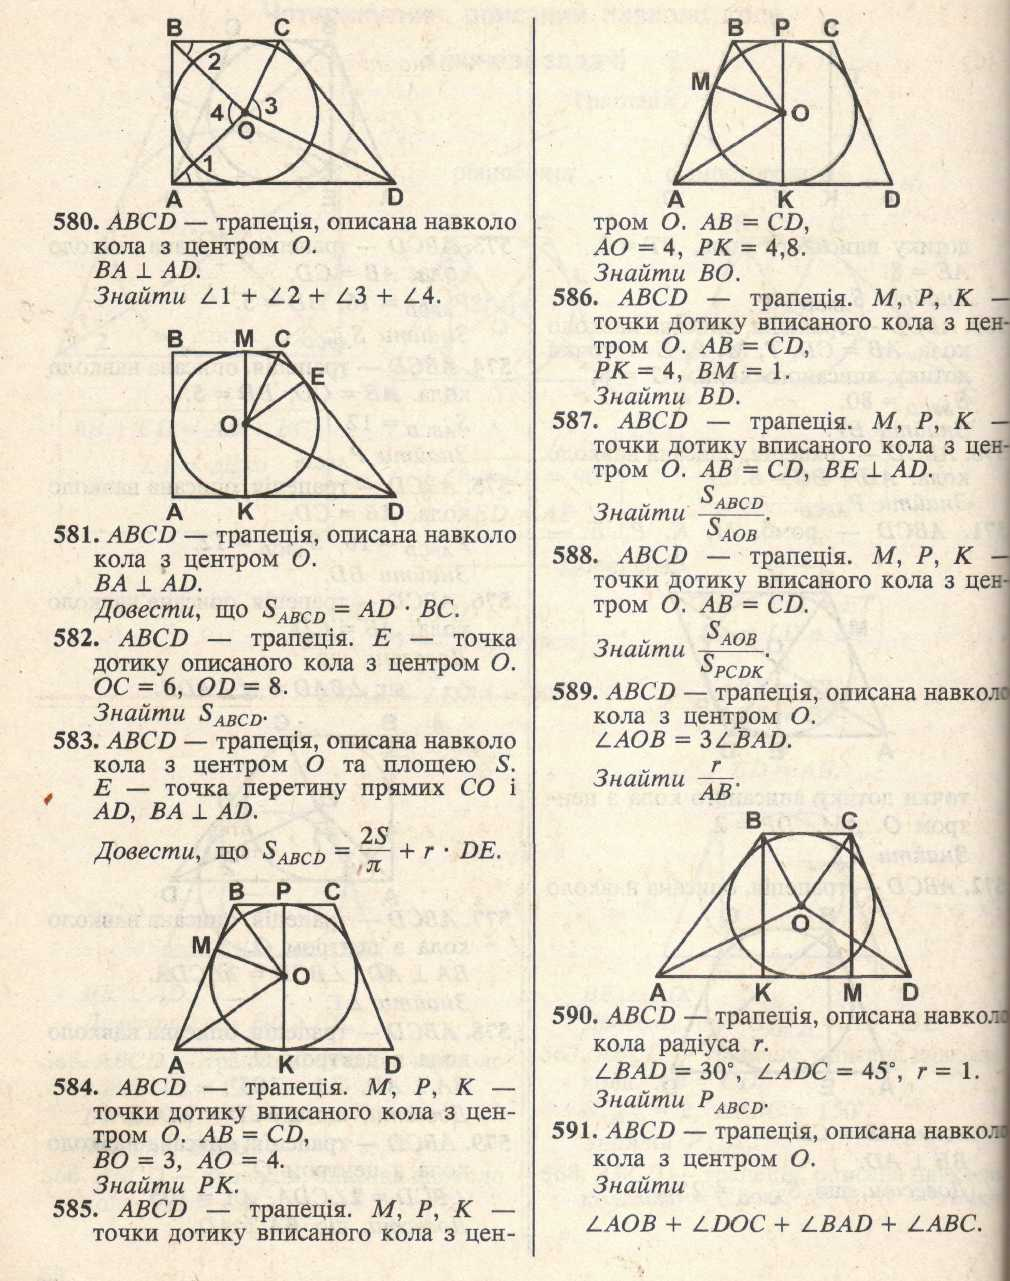 B C
2
4 3
O
1
A D
580. ABCD — трапеція, описана навколо
кола з центром O.
BA ⊥ AD.
Знайти ∠1 + ∠2 + ∠3 + ∠4.
B M C
E
O
A K D
581. ABCD — трапеція, описана навколо
кола з центром O.
BA ⊥ AD.
Довести, що S_ABCD = AD · BC.
582. ABCD — трапеція. E — точка
дотику описаного кола з центром O.
OC = 6, OD = 8.
Знайти S_ABCD.
583. ABCD — трапеція, описана навколо
кола з центром O та площею S.
E — точка перетину прямих CO і
AD, BA ⊥ AD.
Довести, що S_ABCD = 2S/π + r · DE.
B P C
M
O
A K D
584. ABCD — трапеція. M, P, K —
точки дотику вписаного кола з цен-
тром O. AB = CD,
BO = 3, AO = 4.
Знайти PK.
585. ABCD — трапеція. M, P, K —
точки дотику вписаного кола з цен-
B P C
M
O
A K D
тром O. AB = CD,
AO = 4, PK = 4,8.
Знайти BO.
586. ABCD — трапеція. M, P, K —
точки дотику вписаного кола з цен-
тром O. AB = CD,
PK = 4, BM = 1.
Знайти BD.
587. ABCD — трапеція. M, P, K —
точки дотику вписаного кола з цен-
тром O. AB = CD, BE ⊥ AD.
Знайти S_ABCD/S_AOB.
588. ABCD — трапеція. M, P, K —
точки дотику вписаного кола з цен-
тром O. AB = CD.
Знайти S_AOB/S_PCDK.
589. ABCD — трапеція, описана навколо
кола з центром O.
∠AOB = 3∠BAD.
Знайти r/AB.
B C
O
A K M D
590. ABCD — трапеція, описана навколо
кола радіуса r.
∠BAD = 30°, ∠ADC = 45°, r = 1.
Знайти P_ABCD.
591. ABCD — трапеція, описана навколо
кола з центром O.
Знайти
∠AOB + ∠DOC + ∠BAD + ∠ABC.